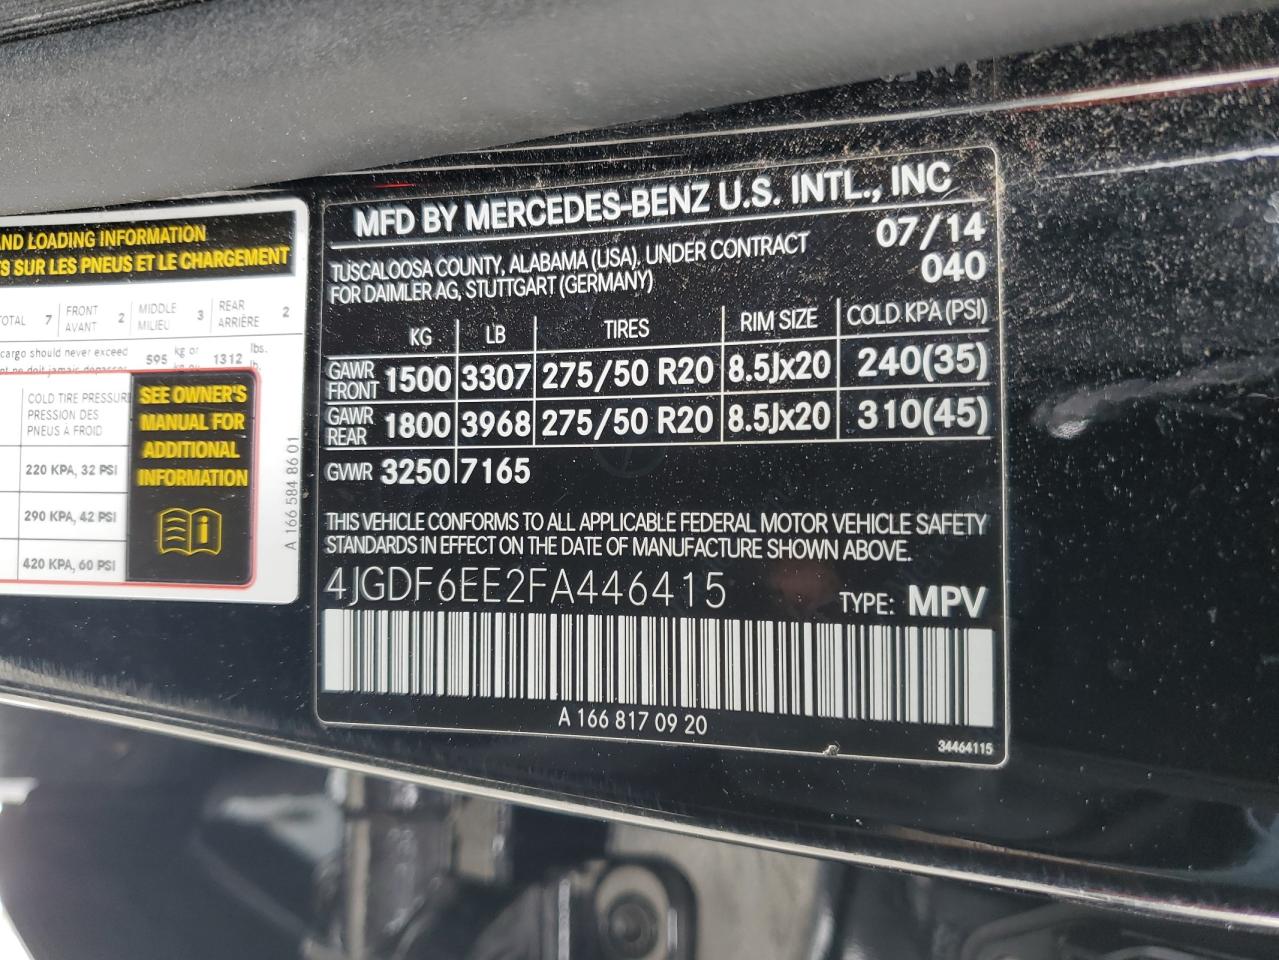 AND LOADING INFORMATION
SUR LES PNEUS ET LE CHARGEMENT
TOTAL 7 FRONT AVANT 2 MIDDLE MILIEU 3 REAR ARRIÈRE 2
cargo should never exceed 595 kg or 1312 lbs.
COLD TIRE PRESSURE
PRESSION DES
PNEUS À FROID
220 KPA, 32 PSI
290 KPA, 42 PSI
420 KPA, 60 PSI
SEE OWNER'S
MANUAL FOR
ADDITIONAL
INFORMATION
A 166 584 86 01
MFD BY MERCEDES-BENZ U.S. INTL., INC
TUSCALOOSA COUNTY, ALABAMA (USA), UNDER CONTRACT 07/14
FOR DAIMLER AG, STUTTGART (GERMANY) 040
KG LB TIRES RIM SIZE COLD KPA (PSI)
GAWR FRONT 1500 3307 275/50 R20 8.5Jx20 240(35)
GAWR REAR 1800 3968 275/50 R20 8.5Jx20 310(45)
GVWR 3250 7165
THIS VEHICLE CONFORMS TO ALL APPLICABLE FEDERAL MOTOR VEHICLE SAFETY
STANDARDS IN EFFECT ON THE DATE OF MANUFACTURE SHOWN ABOVE.
4JGDF6EE2FA446415 TYPE: MPV
A 166 817 09 20
34464115